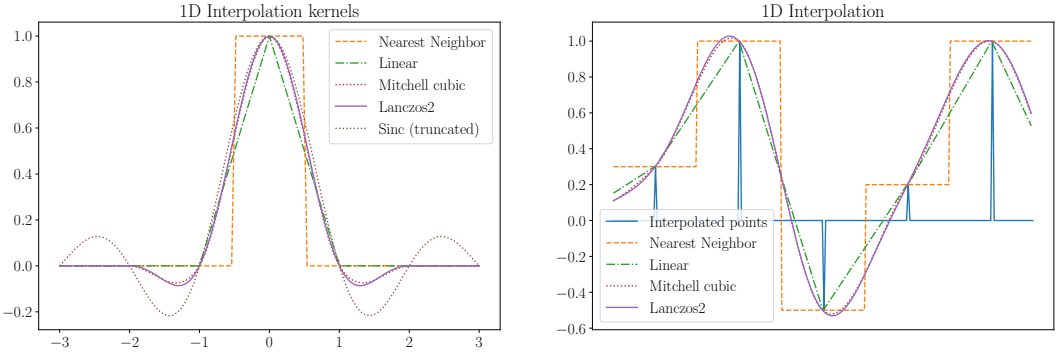 1D Interpolation kernels
1.0
0.8
0.6
0.4
0.2
0.0
−0.2
−3
−2
−1
0
1
2
3
Nearest Neighbor
Linear
Mitchell cubic
Lanczos2
Sinc (truncated)
1D Interpolation
1.0
0.8
0.6
0.4
0.2
0.0
−0.2
−0.4
−0.6
Interpolated points
Nearest Neighbor
Linear
Mitchell cubic
Lanczos2